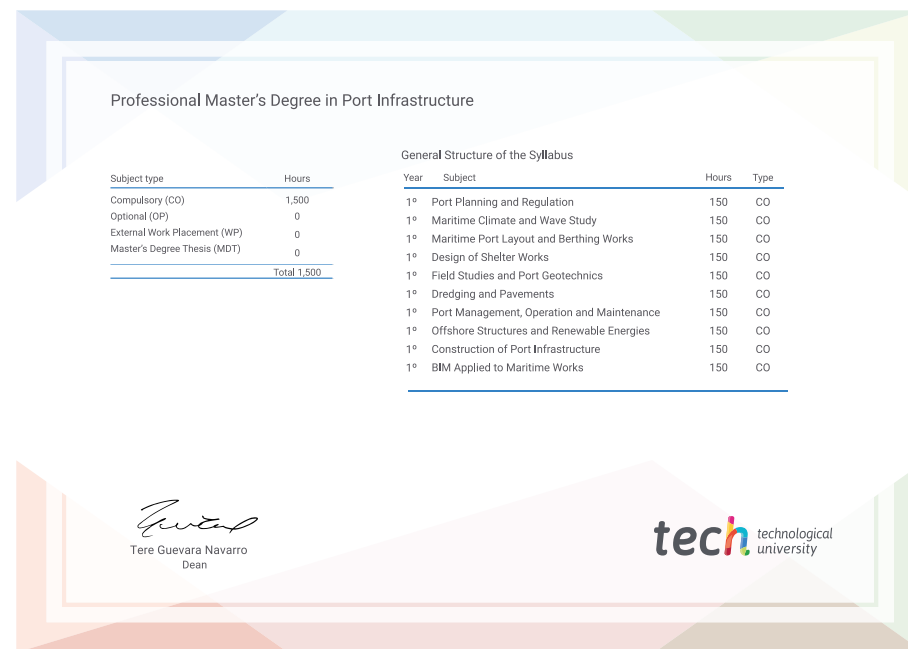 Professional Master's Degree in Port Infrastructure
Subject type Hours
Compulsory (CO) 1,500
Optional (OP) 0
External Work Placement (WP) 0
Master's Degree Thesis (MDT) 0
Total 1,500
General Structure of the Syllabus
Year Subject Hours Type
1º Port Planning and Regulation 150 CO
1º Maritime Climate and Wave Study 150 CO
1º Maritime Port Layout and Berthing Works 150 CO
1º Design of Shelter Works 150 CO
1º Field Studies and Port Geotechnics 150 CO
1º Dredging and Pavements 150 CO
1º Port Management, Operation and Maintenance 150 CO
1º Offshore Structures and Renewable Energies 150 CO
1º Construction of Port Infrastructure 150 CO
1º BIM Applied to Maritime Works 150 CO
Tere Guevara Navarro
Dean
tech technological
university